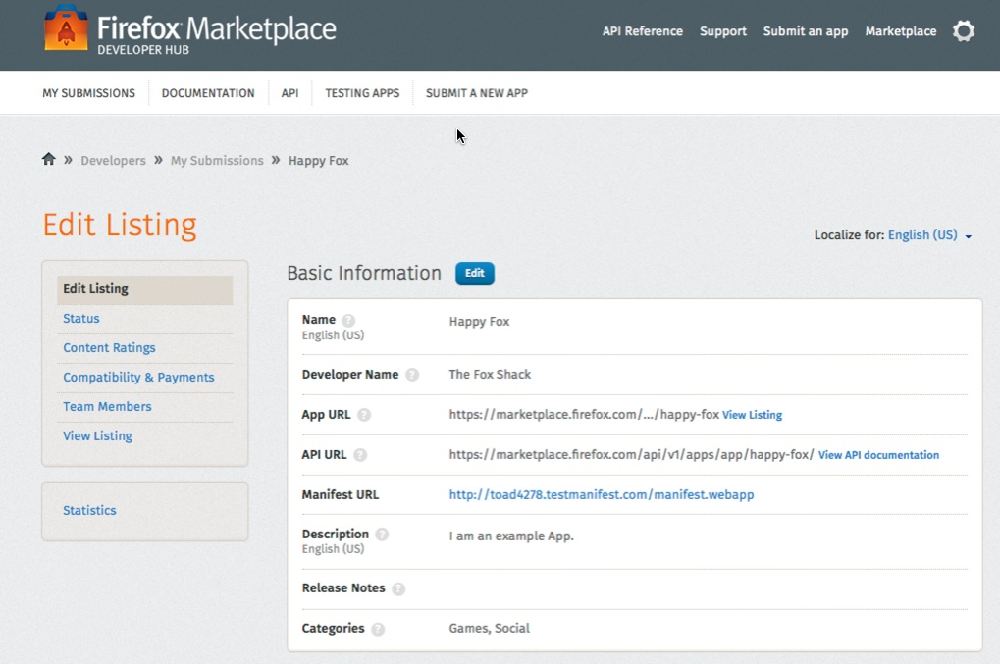 Firefox Marketplace
DEVELOPER HUB
API Reference Support Submit an app Marketplace
MY SUBMISSIONS DOCUMENTATION API TESTING APPS SUBMIT A NEW APP
» Developers » My Submissions » Happy Fox
Edit Listing
Localize for: English (US)
Edit Listing
Status
Content Ratings
Compatibility & Payments
Team Members
View Listing
Statistics
Basic Information Edit
Name ? Happy Fox
English (US)
Developer Name ? The Fox Shack
App URL ? https://marketplace.firefox.com/.../happy-fox View Listing
API URL ? https://marketplace.firefox.com/api/v1/apps/app/happy-fox/ View API documentation
Manifest URL http://toad4278.testmanifest.com/manifest.webapp
Description ? I am an example App.
English (US)
Release Notes ?
Categories ? Games, Social